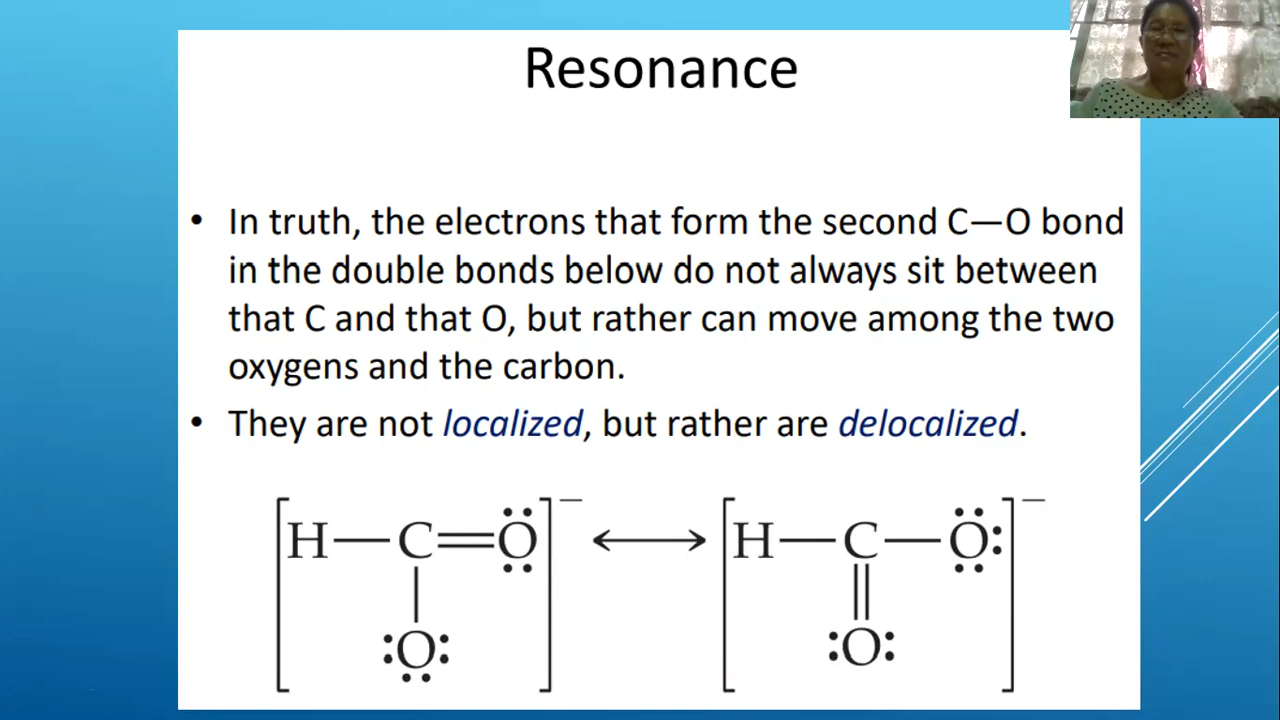 Resonance
• In truth, the electrons that form the second C—O bond
in the double bonds below do not always sit between
that C and that O, but rather can move among the two
oxygens and the carbon.
• They are not localized, but rather are delocalized.
[H—C=Ö]⁻ ⟷ [H—C—Ö:]⁻
:O: :O: